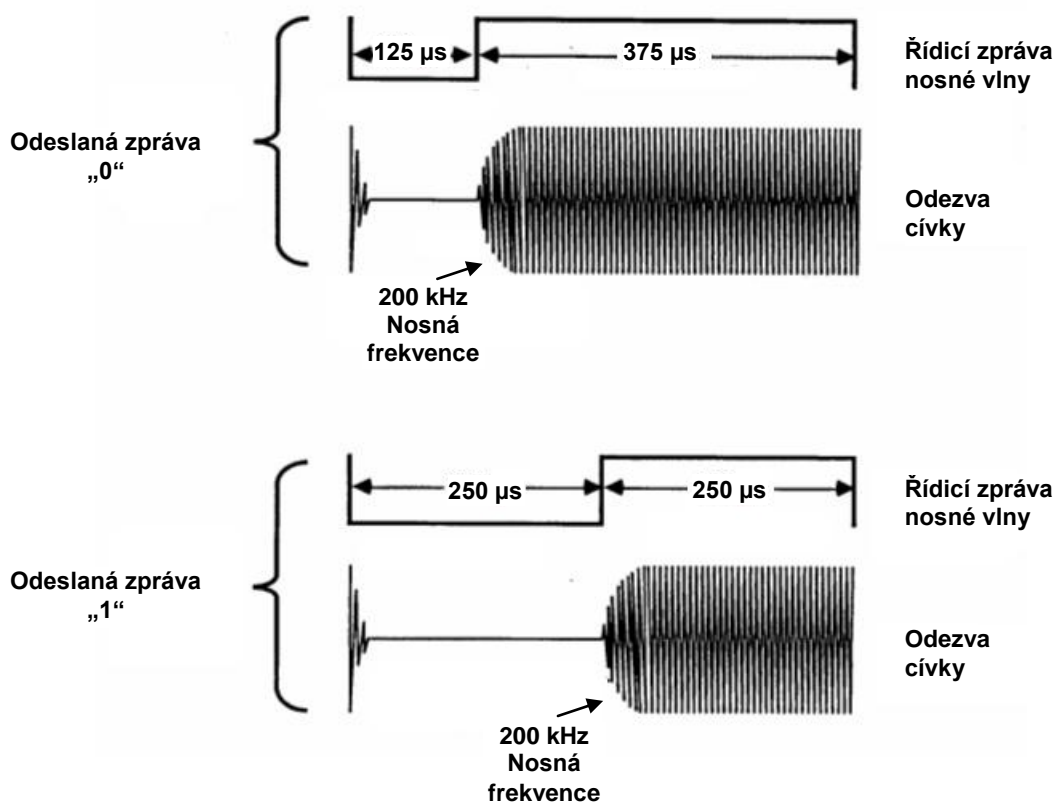 125 µs
375 µs
Řídicí zpráva
nosné vlny
Odeslaná zpráva
„0“
Odezva
cívky
200 kHz
Nosná
frekvence
250 µs
250 µs
Řídicí zpráva
nosné vlny
Odeslaná zpráva
„1“
Odezva
cívky
200 kHz
Nosná
frekvence